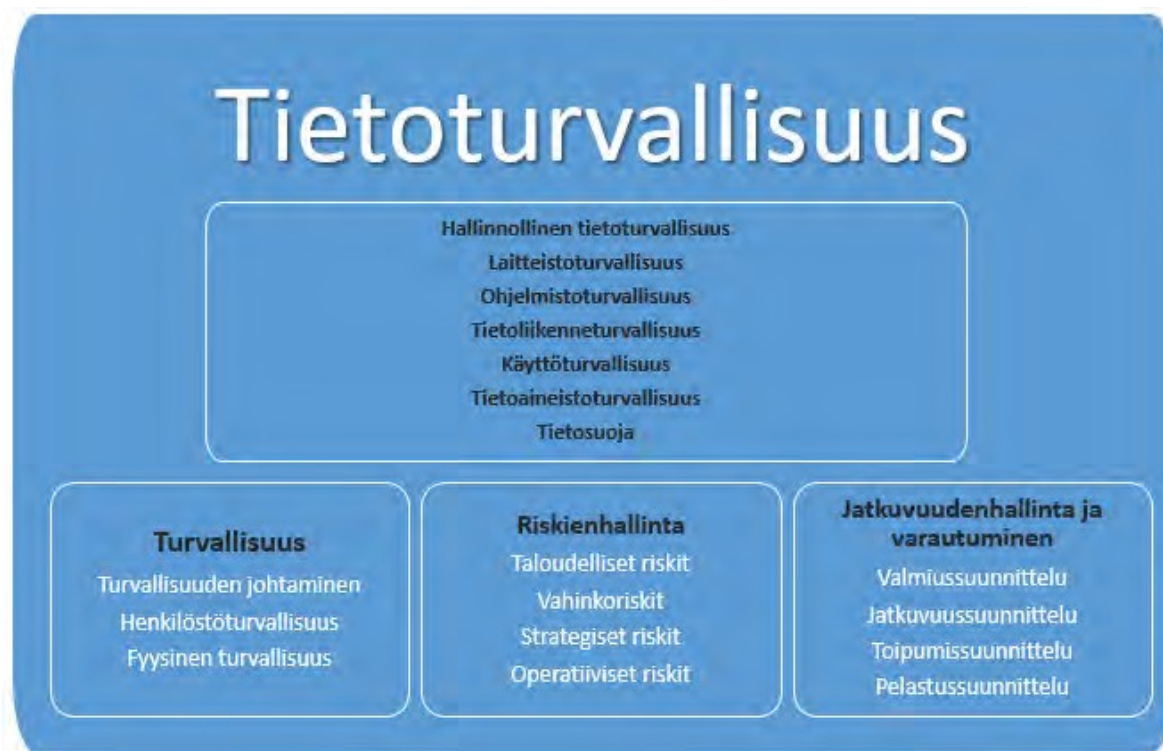 Tietoturvallisuus
Hallinnollinen tietoturvallisuus
Laitteistoturvallisuus
Ohjelmistoturvallisuus
Tietoliikenneturvallisuus
Käyttöturvallisuus
Tietoaineistoturvallisuus
Tietosuoja
Turvallisuus
Turvallisuuden johtaminen
Henkilöstöturvallisuus
Fyysinen turvallisuus
Riskienhallinta
Taloudelliset riskit
Vahinkoriskit
Strategiset riskit
Operatiiviset riskit
Jatkuvuudenhallinta ja
varautuminen
Valmiussuunnittelu
Jatkuvuussuunnittelu
Toipumissuunnittelu
Pelastussuunnittelu